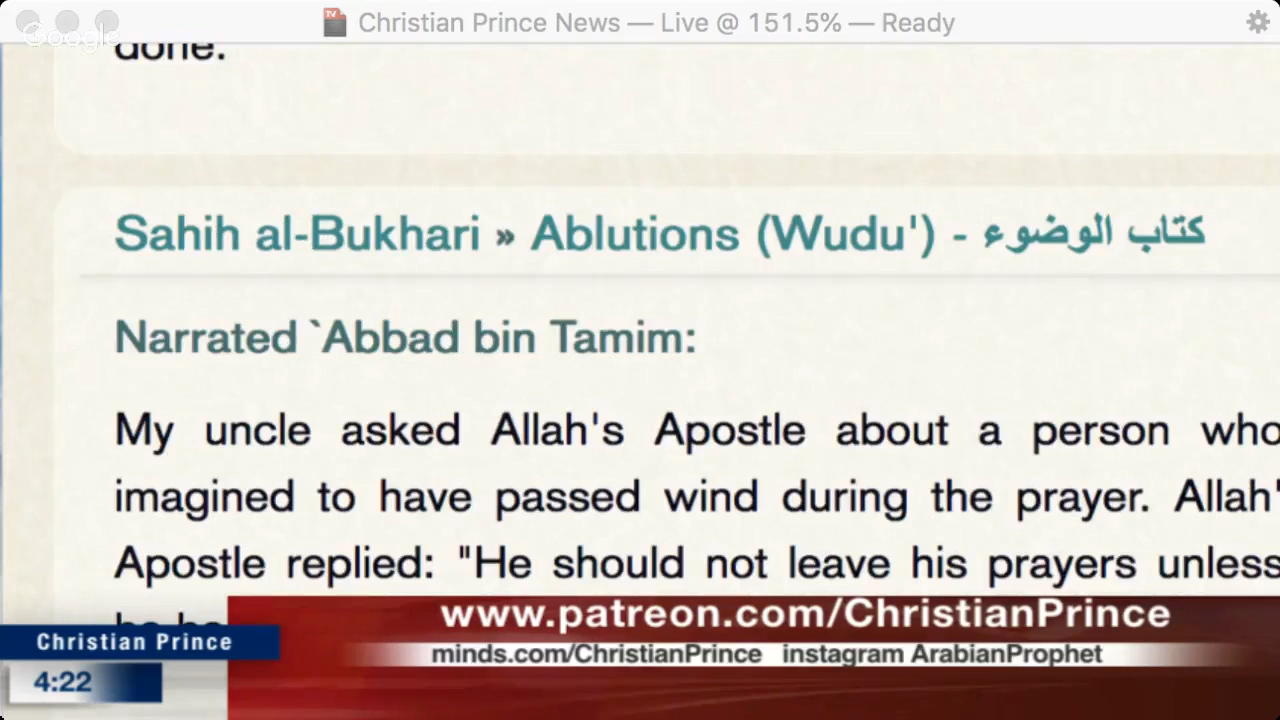 Christian Prince News — Live @ 151.5% — Ready
Google
done.
Sahih al-Bukhari » Ablutions (Wudu') - كتاب الوضوء
Narrated `Abbad bin Tamim:
My uncle asked Allah's Apostle about a person who
imagined to have passed wind during the prayer. Allah'
Apostle replied: "He should not leave his prayers unless
www.patreon.com/ChristianPrince
Christian Prince
minds.com/ChristianPrince instagram ArabianProphet
4:22